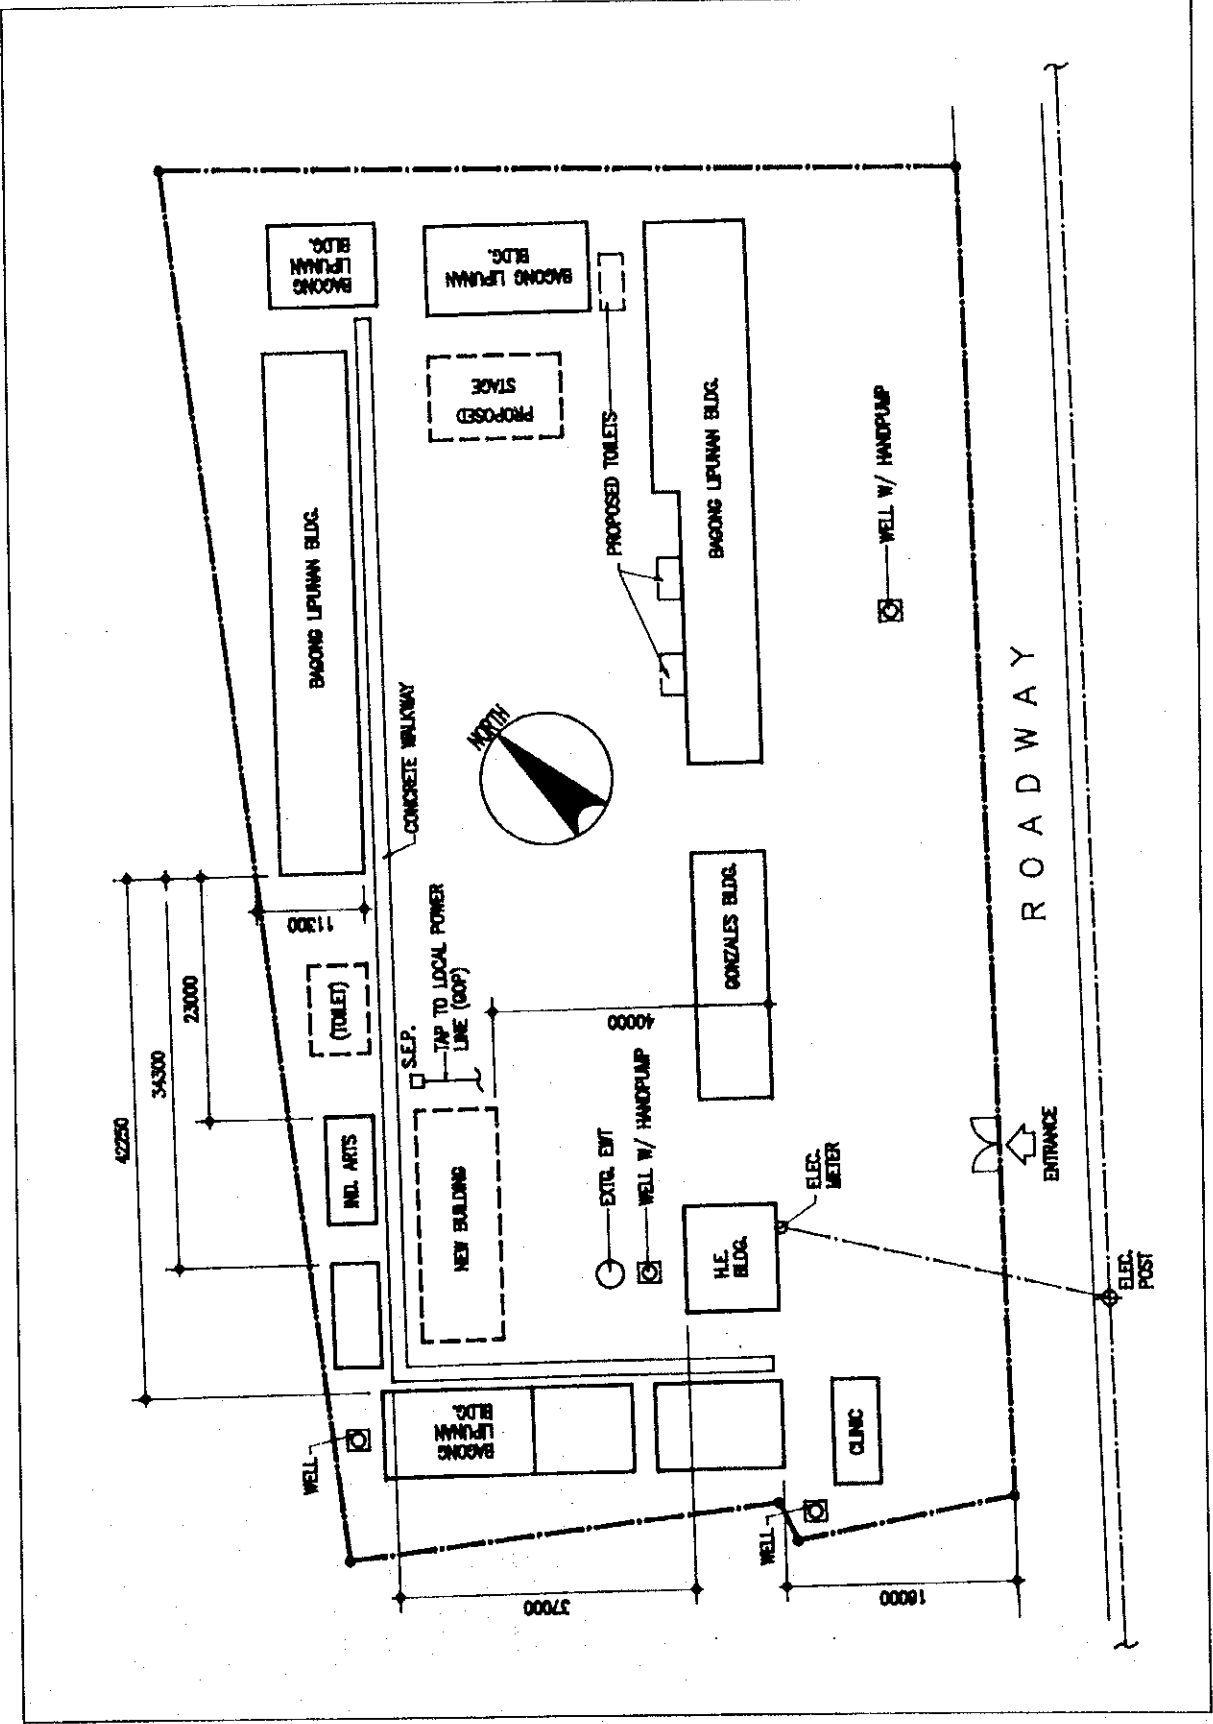 BAGONG
LIPUNAN
BLDG.
BAGONG LIPUNAN
BLDG.
PROPOSED
STAGE
PROPOSED TOILETS
BAGONG LIPUNAN BLDG.
BAGONG LIPUNAN BLDG.
WELL W/ HANDPUMP
CONCRETE WALKWAY
NORTH
ROADWAY
42250
34300
23000
11300
(TOILET)
S.E.P.
TAP TO LOCAL POWER
LINE (GOP)
40000
GONZALES BLDG.
IND. ARTS
NEW BUILDING
EXTG. EWT
WELL W/ HANDPUMP
H.E.
BLDG.
ELEC.
METER
ENTRANCE
ELEC.
POST
WELL
BAGONG
LIPUNAN
BLDG.
CLINIC
WELL
37000
16000